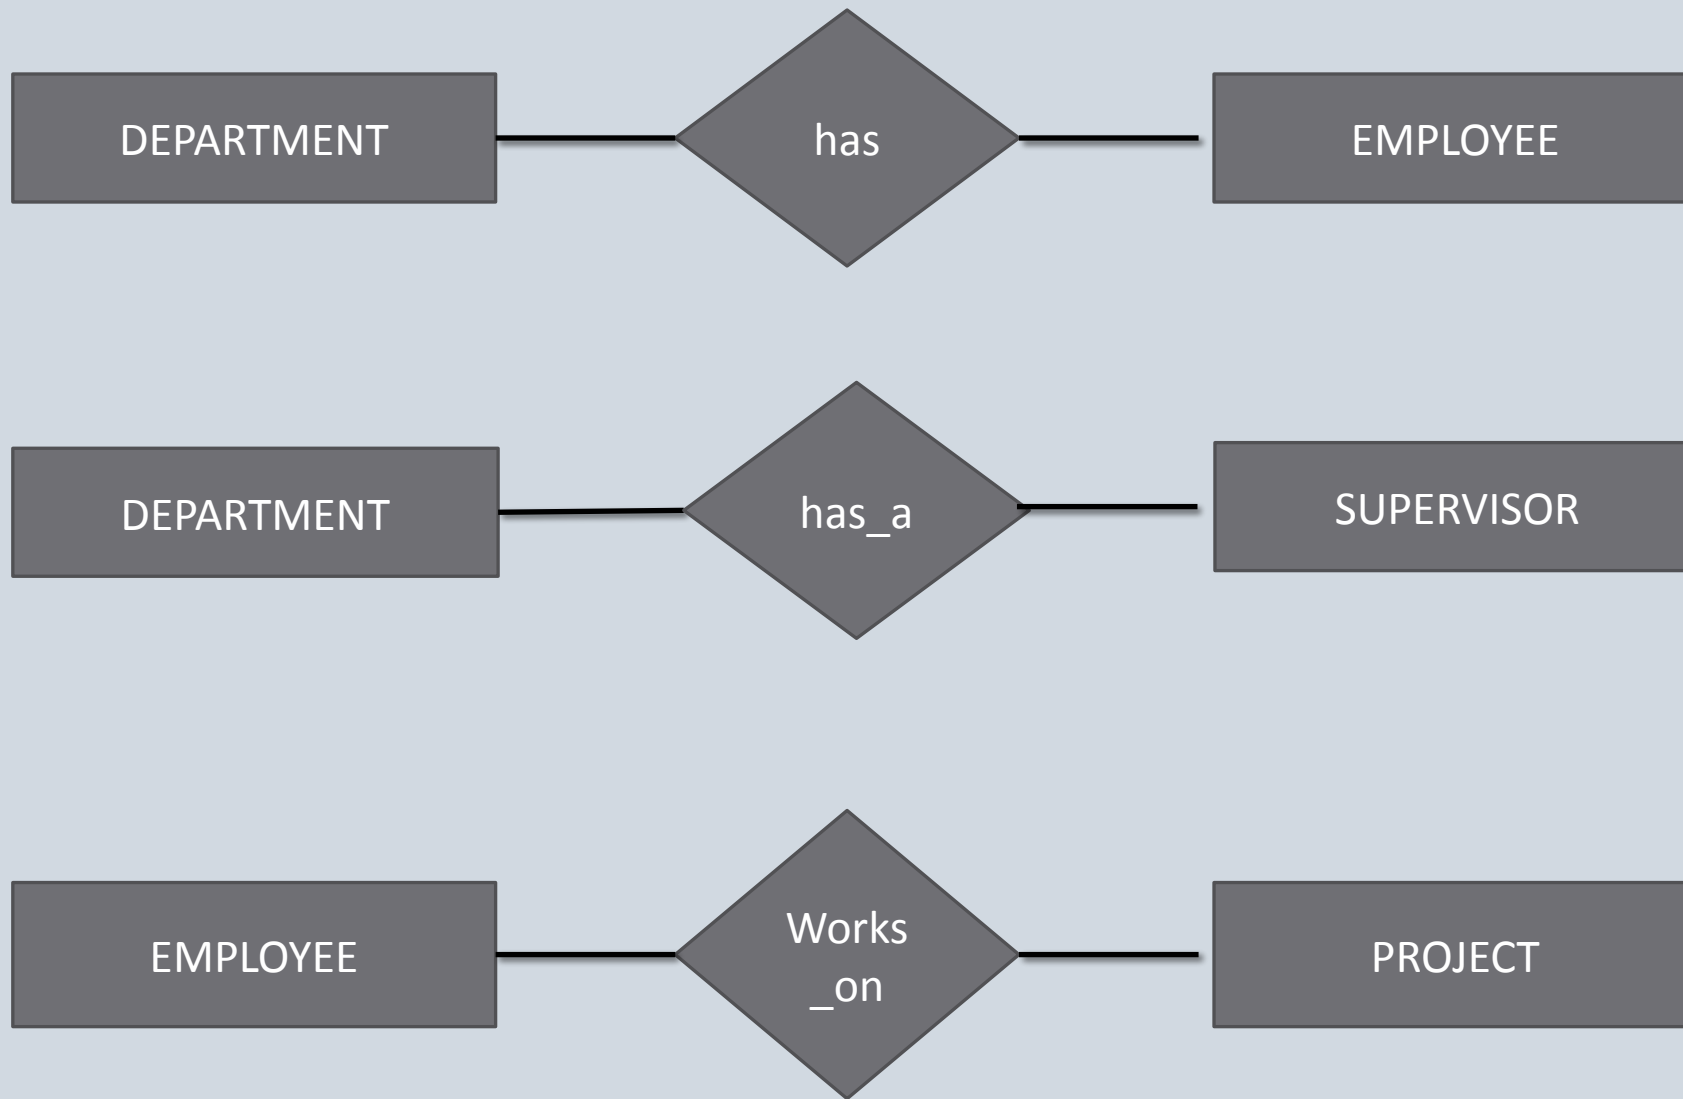 DEPARTMENT
has
EMPLOYEE
DEPARTMENT
has_a
SUPERVISOR
EMPLOYEE
Works
_on
PROJECT